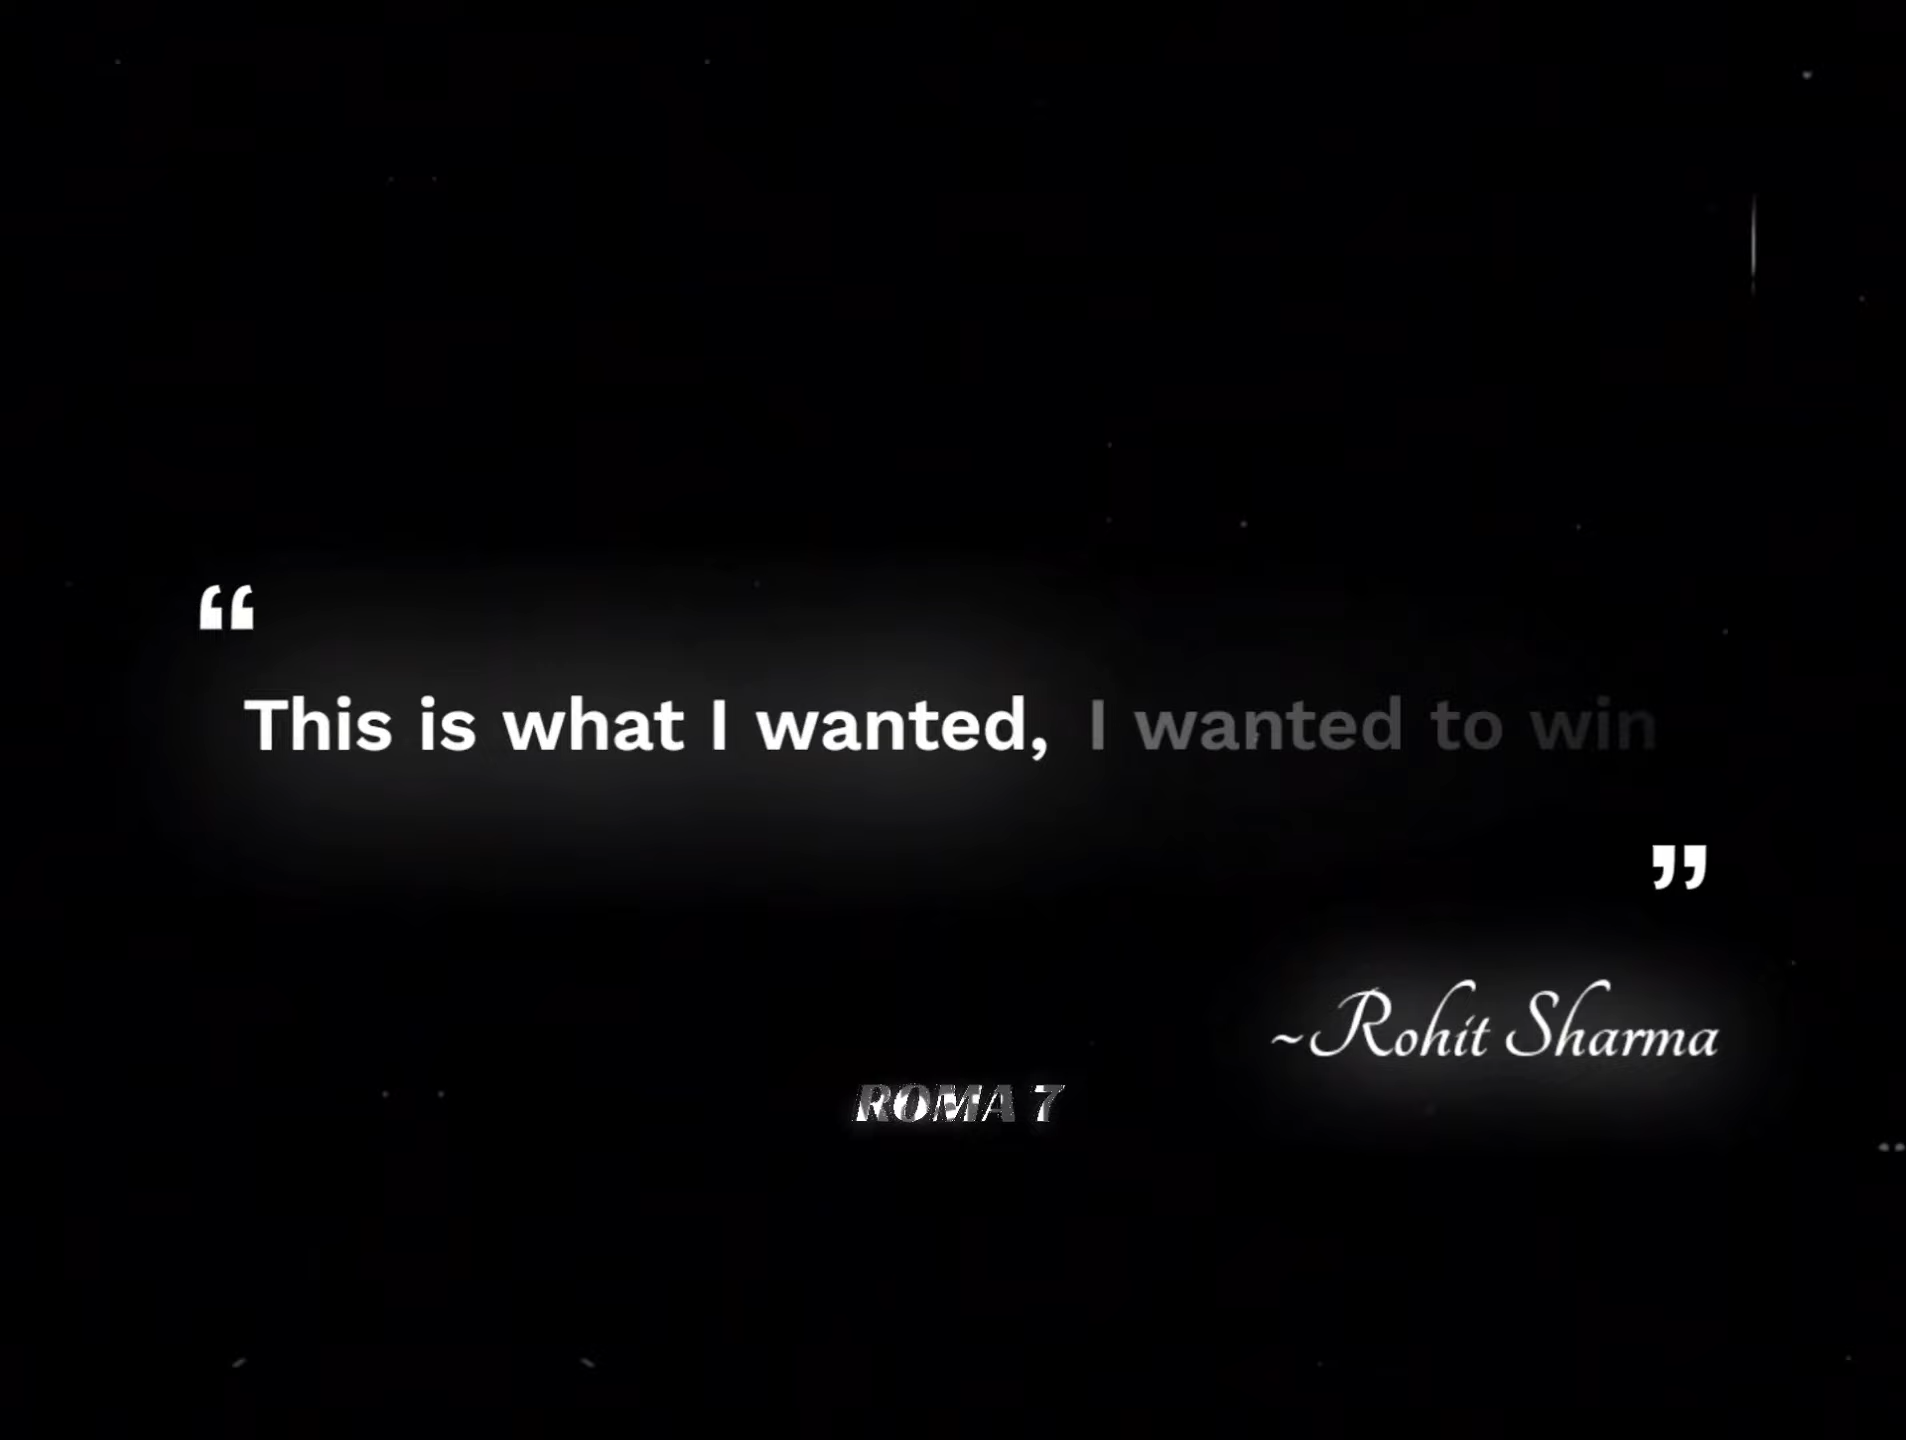 “
This is what I wanted, I wanted to win
”
~Rohit Sharma
ROMA 7